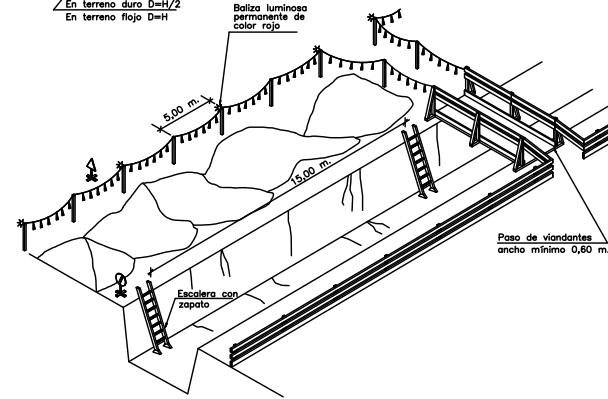 En terreno duro D=H/2
En terreno flojo D=H
Baliza luminosa
permanente de
color rojo
5,00 m.
15,00 m.
Paso de viandantes
ancho mínimo 0,60 m.
Escalera con
zapato